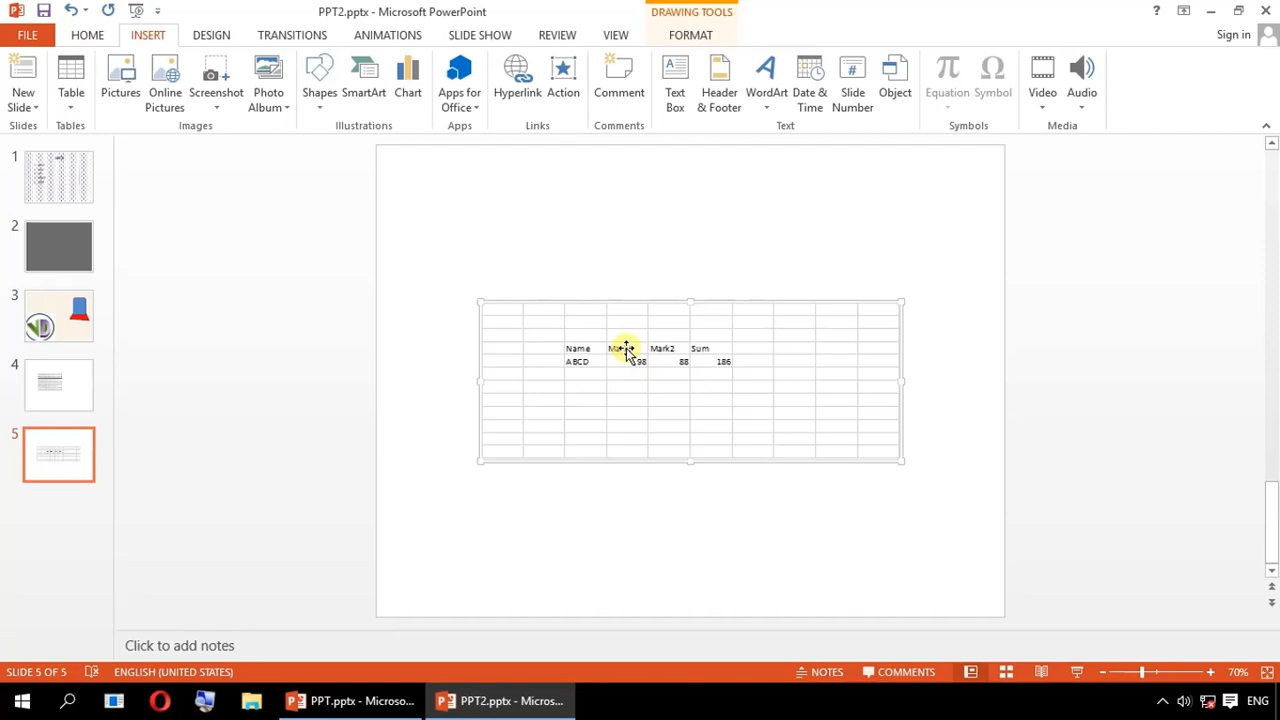 PPT2.pptx - Microsoft PowerPoint
DRAWING TOOLS
FILE HOME INSERT DESIGN TRANSITIONS ANIMATIONS SLIDE SHOW REVIEW VIEW FORMAT
Sign in
New Slide
Table
Pictures
Online Pictures
Screenshot
Photo Album
Shapes
SmartArt
Chart
Apps for Office
Hyperlink
Action
Comment
Text Box
Header & Footer
WordArt
Date & Time
Slide Number
Object
Equation
Symbol
Video
Audio
Slides Tables Images Illustrations Apps Links Comments Text Symbols Media
1
2
3
4
5
Name Mark2 Sum
ABCD 98 88 186
Click to add notes
SLIDE 5 OF 5 ENGLISH (UNITED STATES) NOTES COMMENTS 70%
PPT.pptx - Microso... PPT2.pptx - Micros... ENG